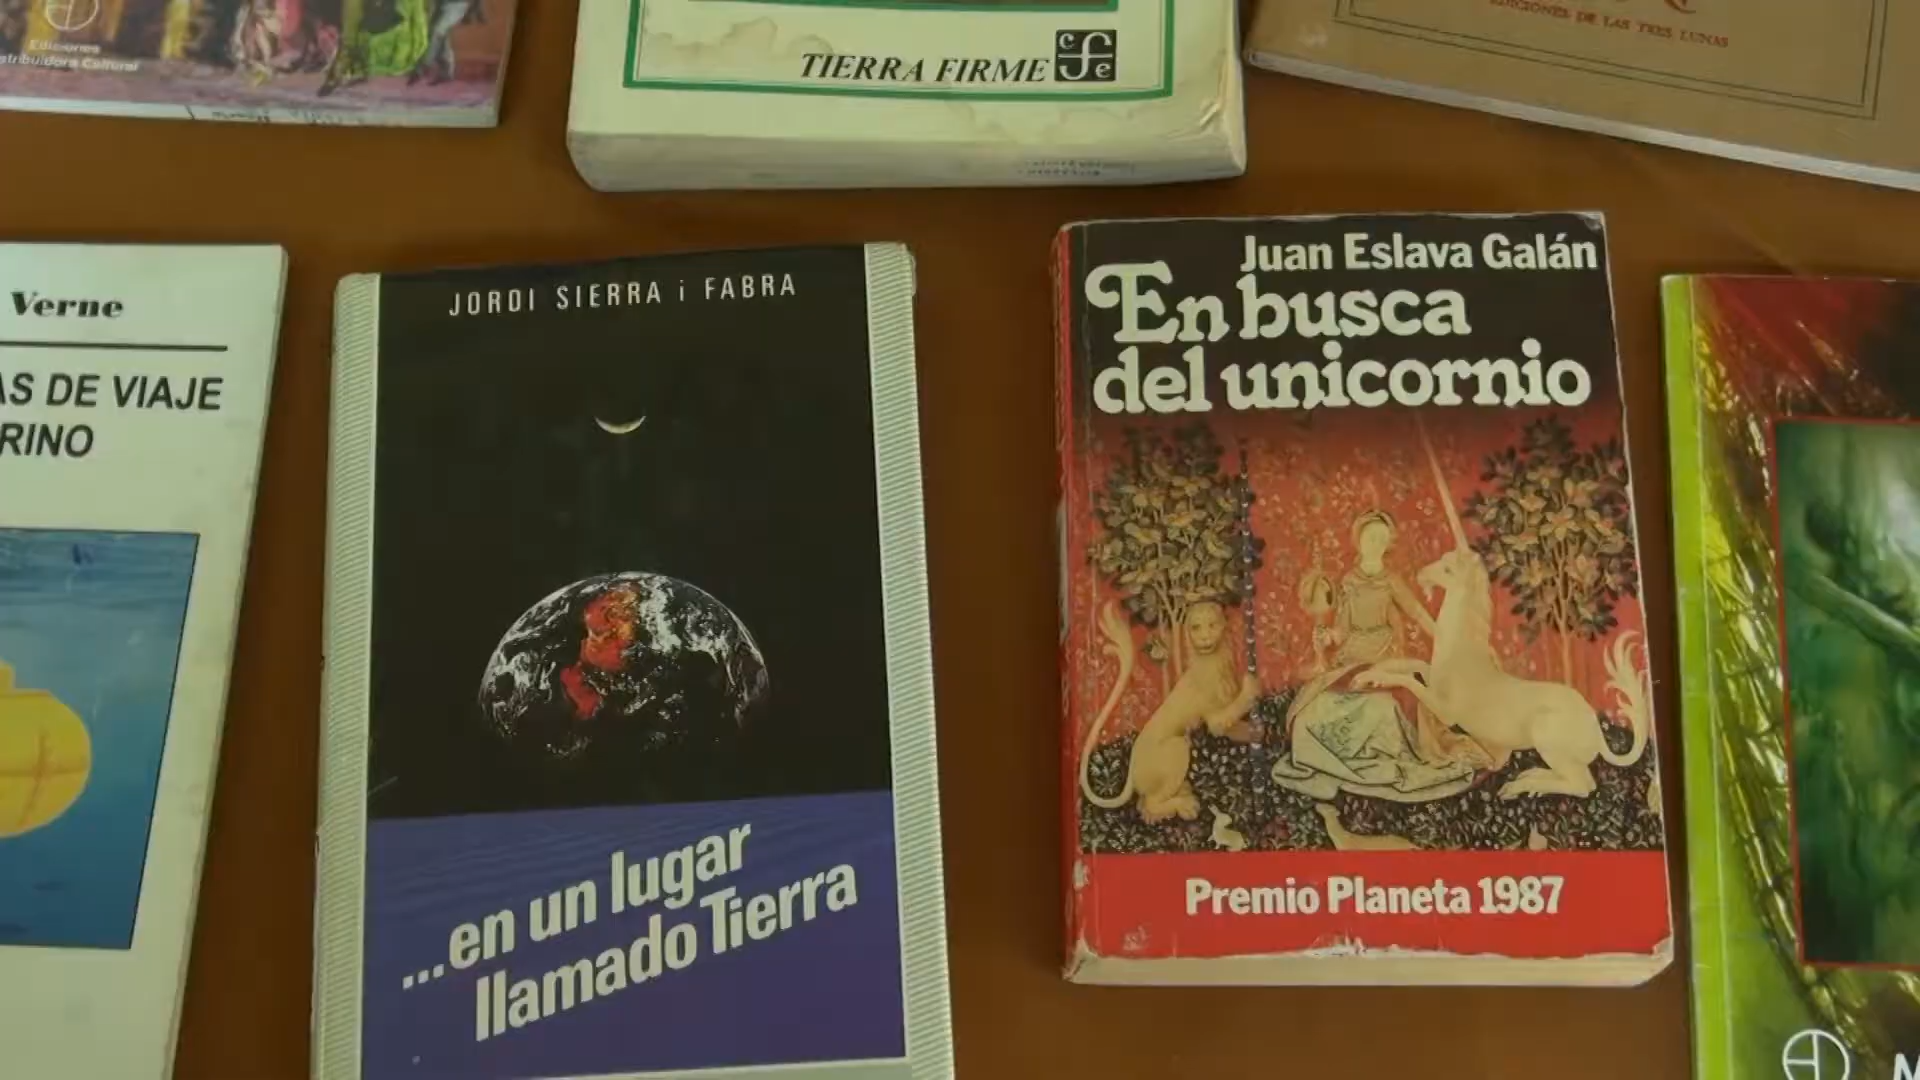 Ediciones
Distribuidora Cultural
TIERRA FIRME
cfe
EDICIONES DE LAS TRES LUNAS
Verne
AS DE VIAJE
RINO
JORDI SIERRA i FABRA
...en un lugar
llamado Tierra
Juan Eslava Galán
En busca
del unicornio
Premio Planeta 1987